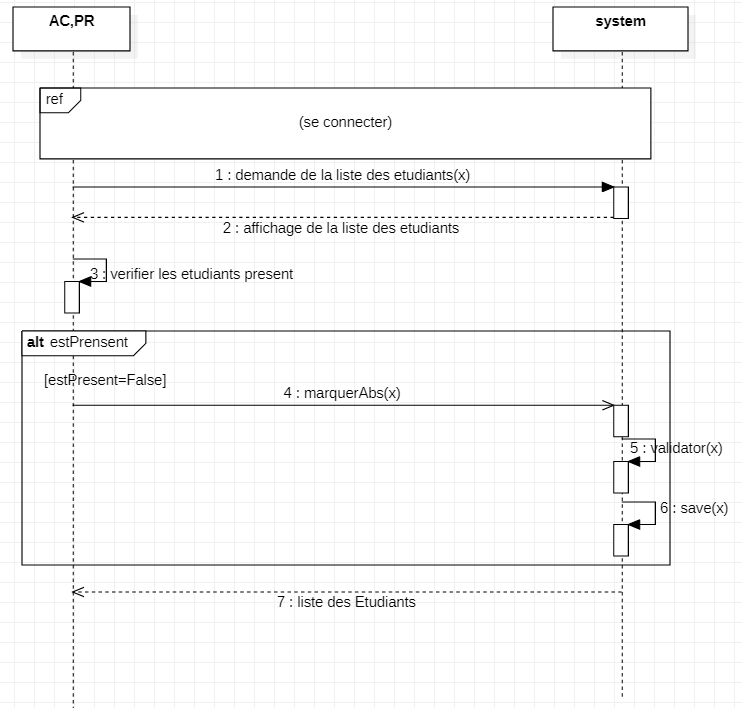 AC,PR
system
ref
(se connecter)
1 : demande de la liste des etudiants(x)
2 : affichage de la liste des etudiants
3 : verifier les etudiants present
alt estPrensent
[estPresent=False]
4 : marquerAbs(x)
5 : validator(x)
6 : save(x)
7 : liste des Etudiants